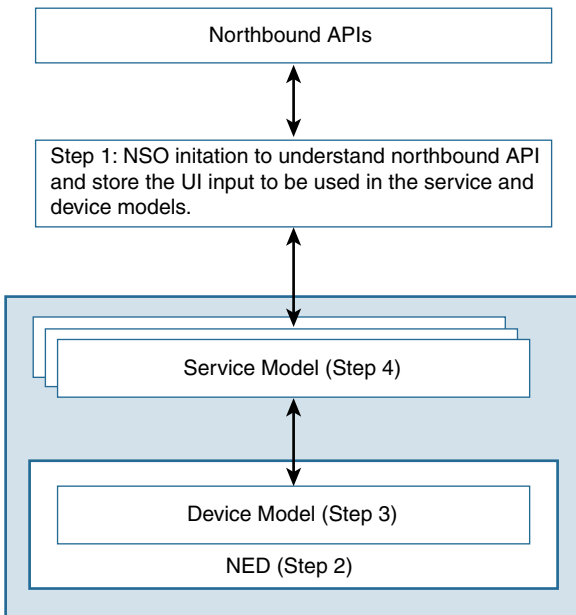 Northbound APIs
Step 1: NSO initation to understand northbound API
and store the UI input to be used in the service and
device models.
Service Model (Step 4)
Device Model (Step 3)
NED (Step 2)